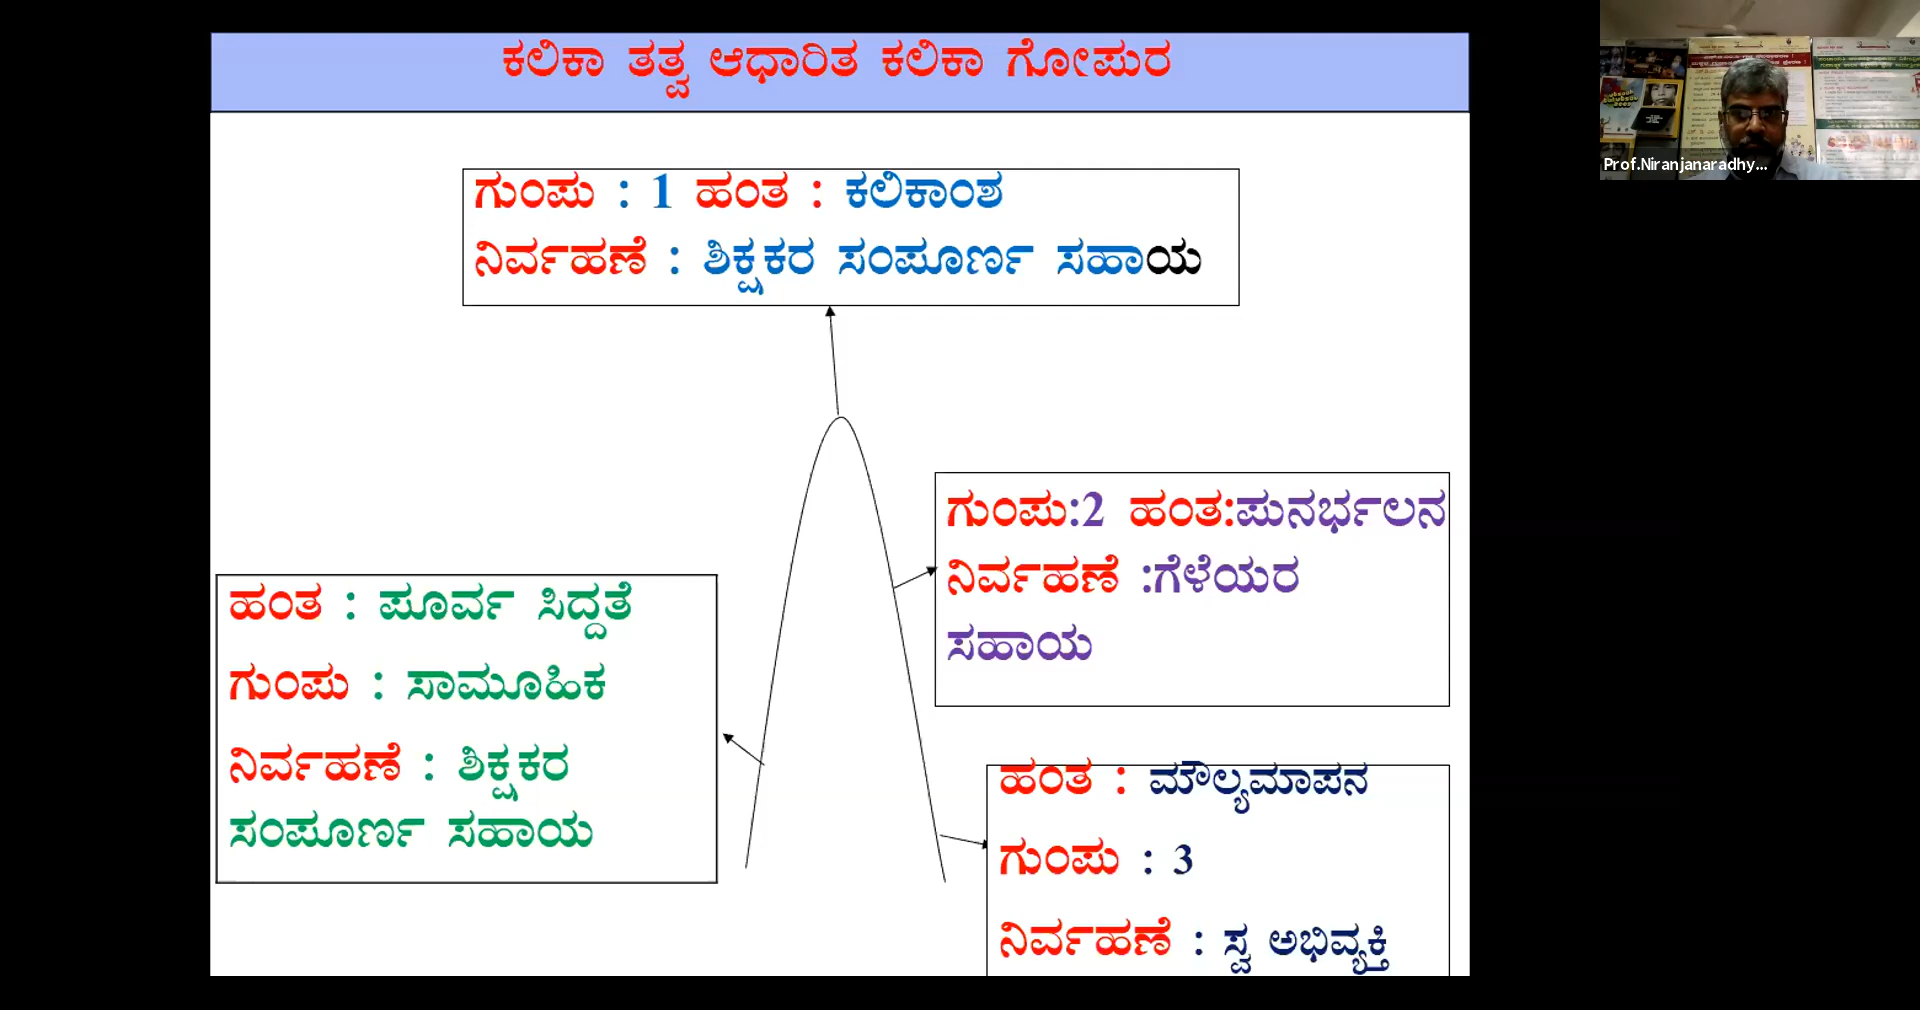 ಕಲಿಕಾ ತತ್ವ ಆಧಾರಿತ ಕಲಿಕಾ ಗೋಪುರ
ಗುಂಪು : 1 ಹಂತ : ಕಲಿಕಾಂಶ
ನಿರ್ವಹಣೆ : ಶಿಕ್ಷಕರ ಸಂಪೂರ್ಣ ಸಹಾಯ
ಗುಂಪು:2 ಹಂತ:ಪುನರ್ಭಲನ
ನಿರ್ವಹಣೆ :ಗೆಳೆಯರ
ಸಹಾಯ
ಹಂತ : ಪೂರ್ವ ಸಿದ್ದತೆ
ಗುಂಪು : ಸಾಮೂಹಿಕ
ನಿರ್ವಹಣೆ : ಶಿಕ್ಷಕರ
ಸಂಪೂರ್ಣ ಸಹಾಯ
ಹಂತ : ಮೌಲ್ಯಮಾಪನ
ಗುಂಪು : 3
ನಿರ್ವಹಣೆ : ಸ್ವ ಅಭಿವ್ಯಕ್ತಿ
Prof.Niranjanaradhy...